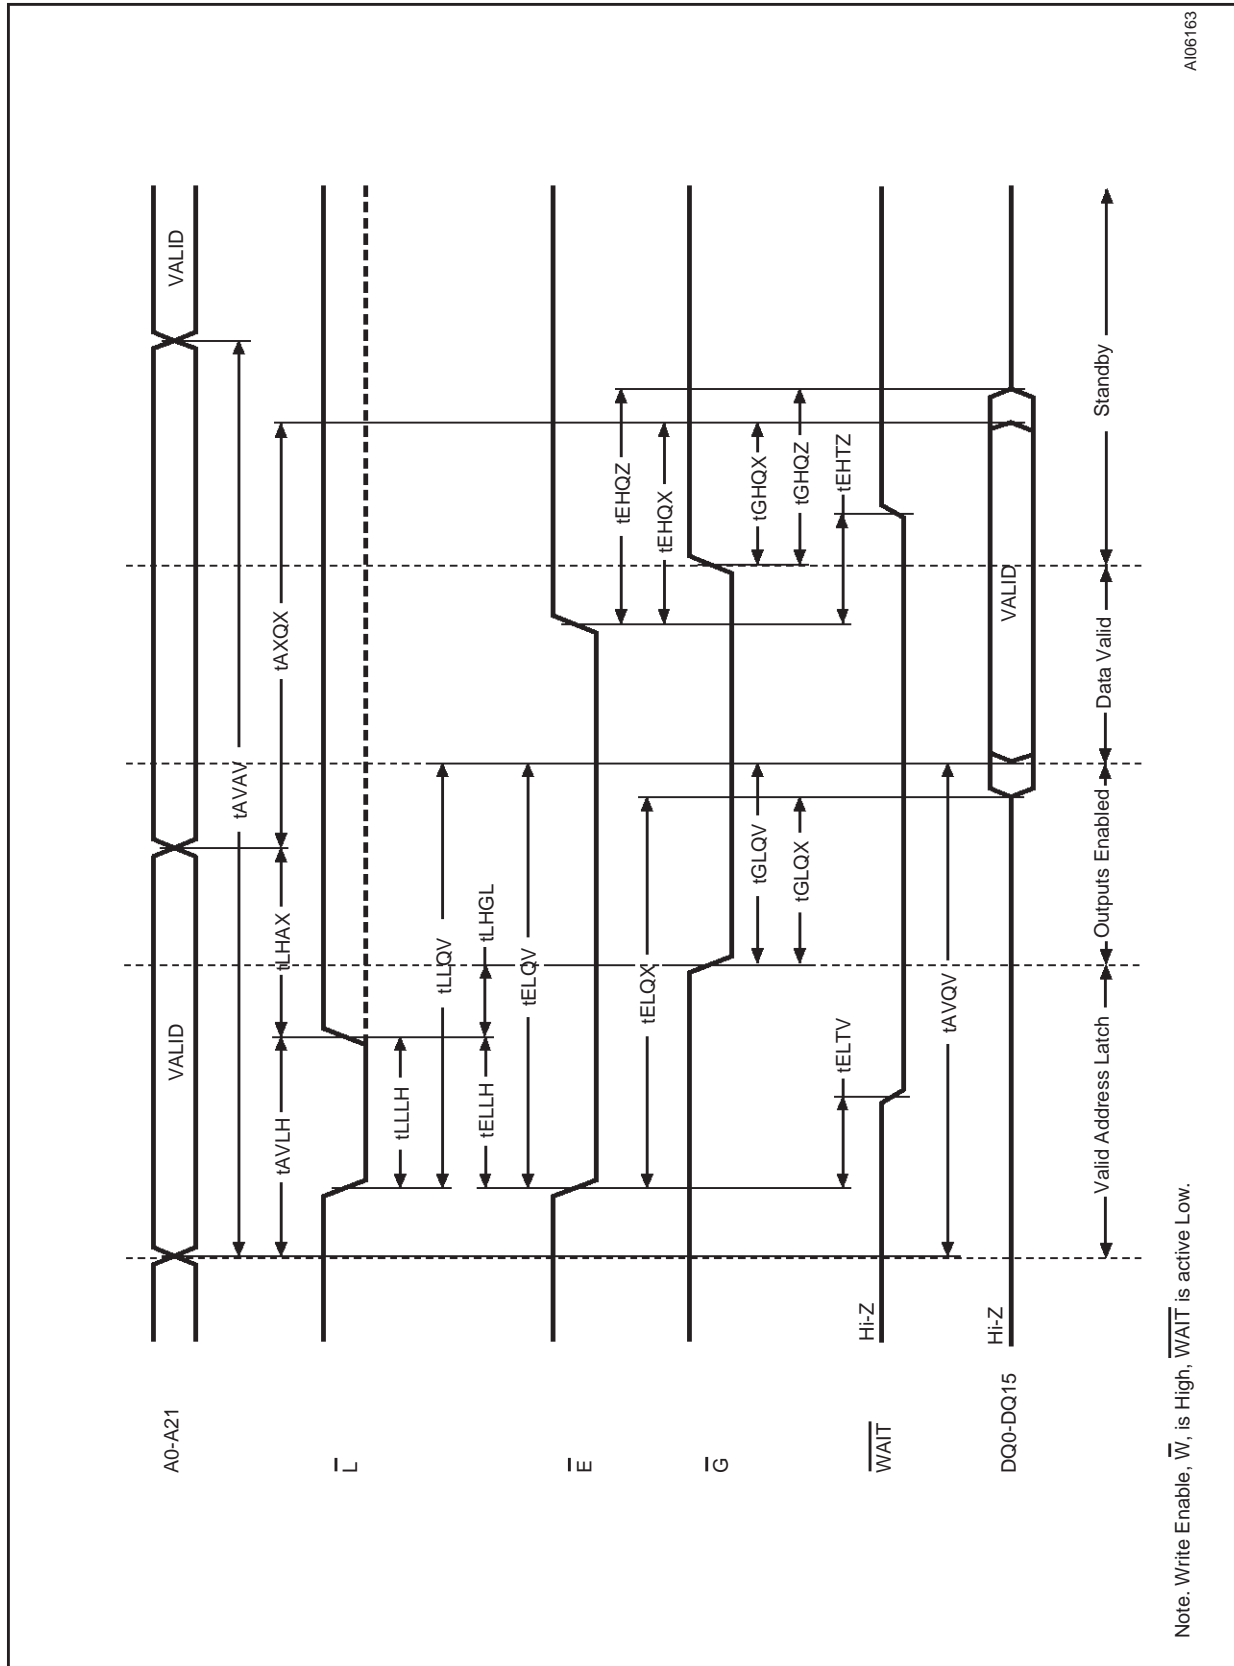 A0-A21
VALID
VALID
tAVAV
tAVLH
tLHAX
tAXQX
L
tLLLH
tLLQV
tELLH
tLHGL
tELQV
E
tEHQZ
tEHQX
tELQX
G
tGLQV
tGLQX
tGHQX
tGHQZ
tELTV
tEHTZ
WAIT
Hi-Z
tAVQV
DQ0-DQ15
Hi-Z
VALID
Valid Address Latch
Outputs Enabled
Data Valid
Standby
Note. Write Enable, W, is High, WAIT is active Low.
AI06163